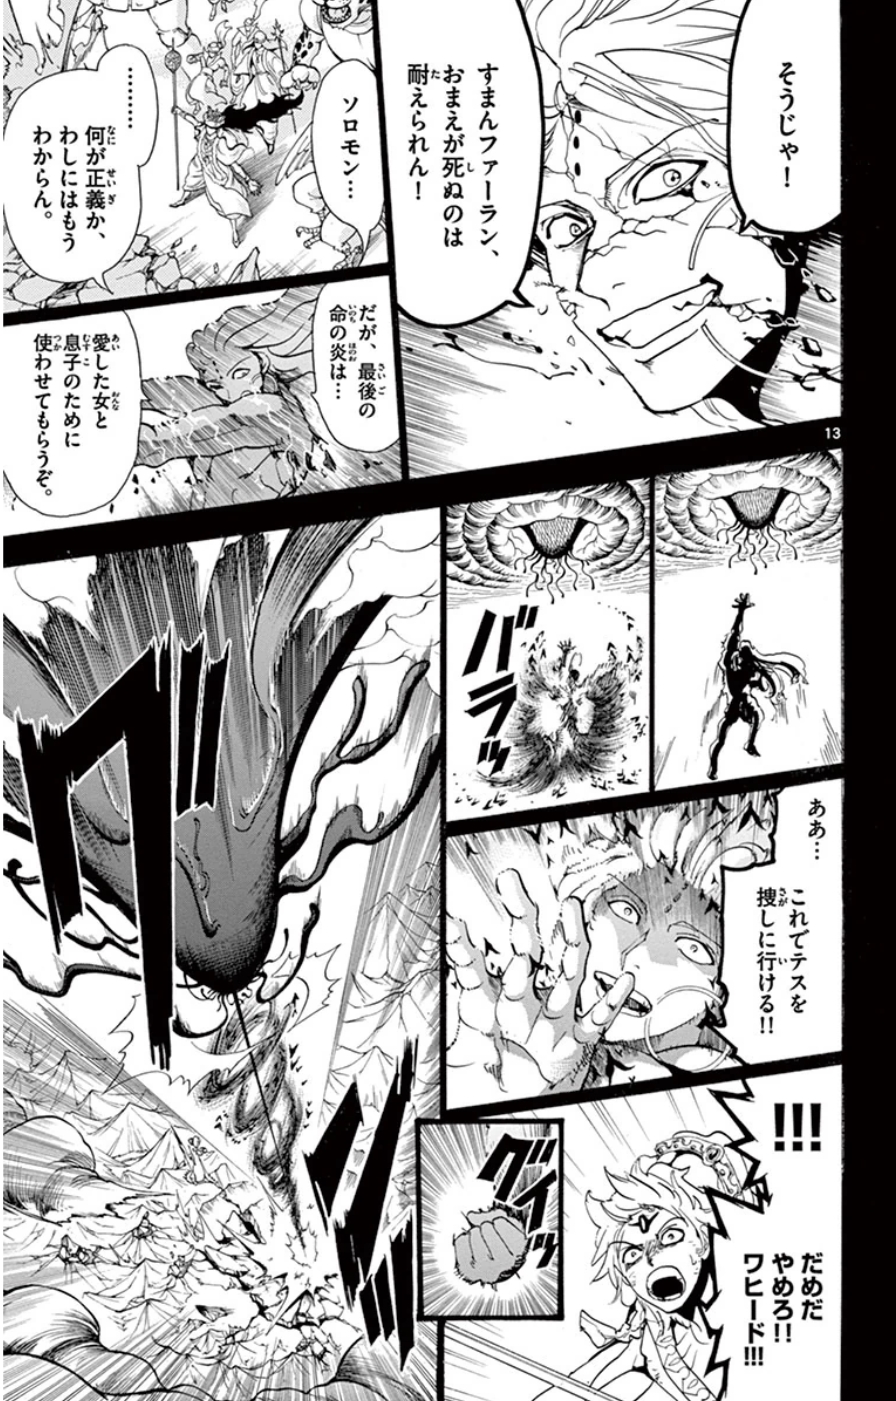 そうじゃ!
すまんファーラン、
おまえが死ぬのは
耐えられん!
ソロモン…
………
何が正義か、
わしにはもう
わからん。
だが、最後の
命の炎は…
愛した女と
息子のために
使わせてもらうぞ。
13
バラッ
ああ…
これでテスを
捜しに行ける!!
!!!
だめだ
やめろ!!
ワヒード!!!
グイッ